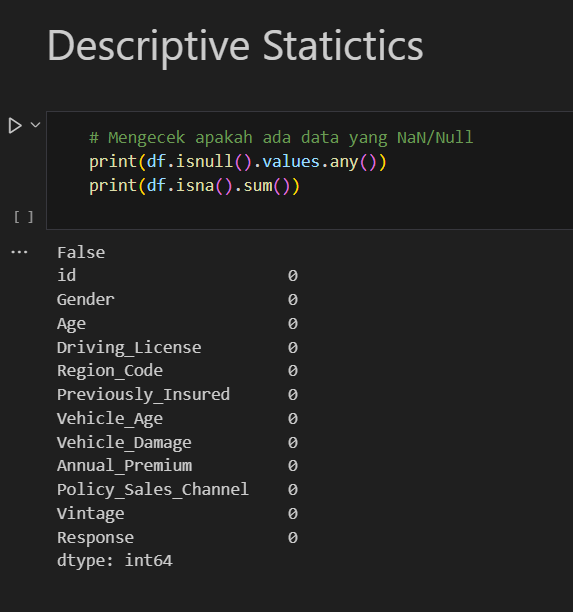 Descriptive Statictics
# Mengecek apakah ada data yang NaN/Null
print(df.isnull().values.any())
print(df.isna().sum())
[ ]
...
False
id 0
Gender 0
Age 0
Driving_License 0
Region_Code 0
Previously_Insured 0
Vehicle_Age 0
Vehicle_Damage 0
Annual_Premium 0
Policy_Sales_Channel 0
Vintage 0
Response 0
dtype: int64